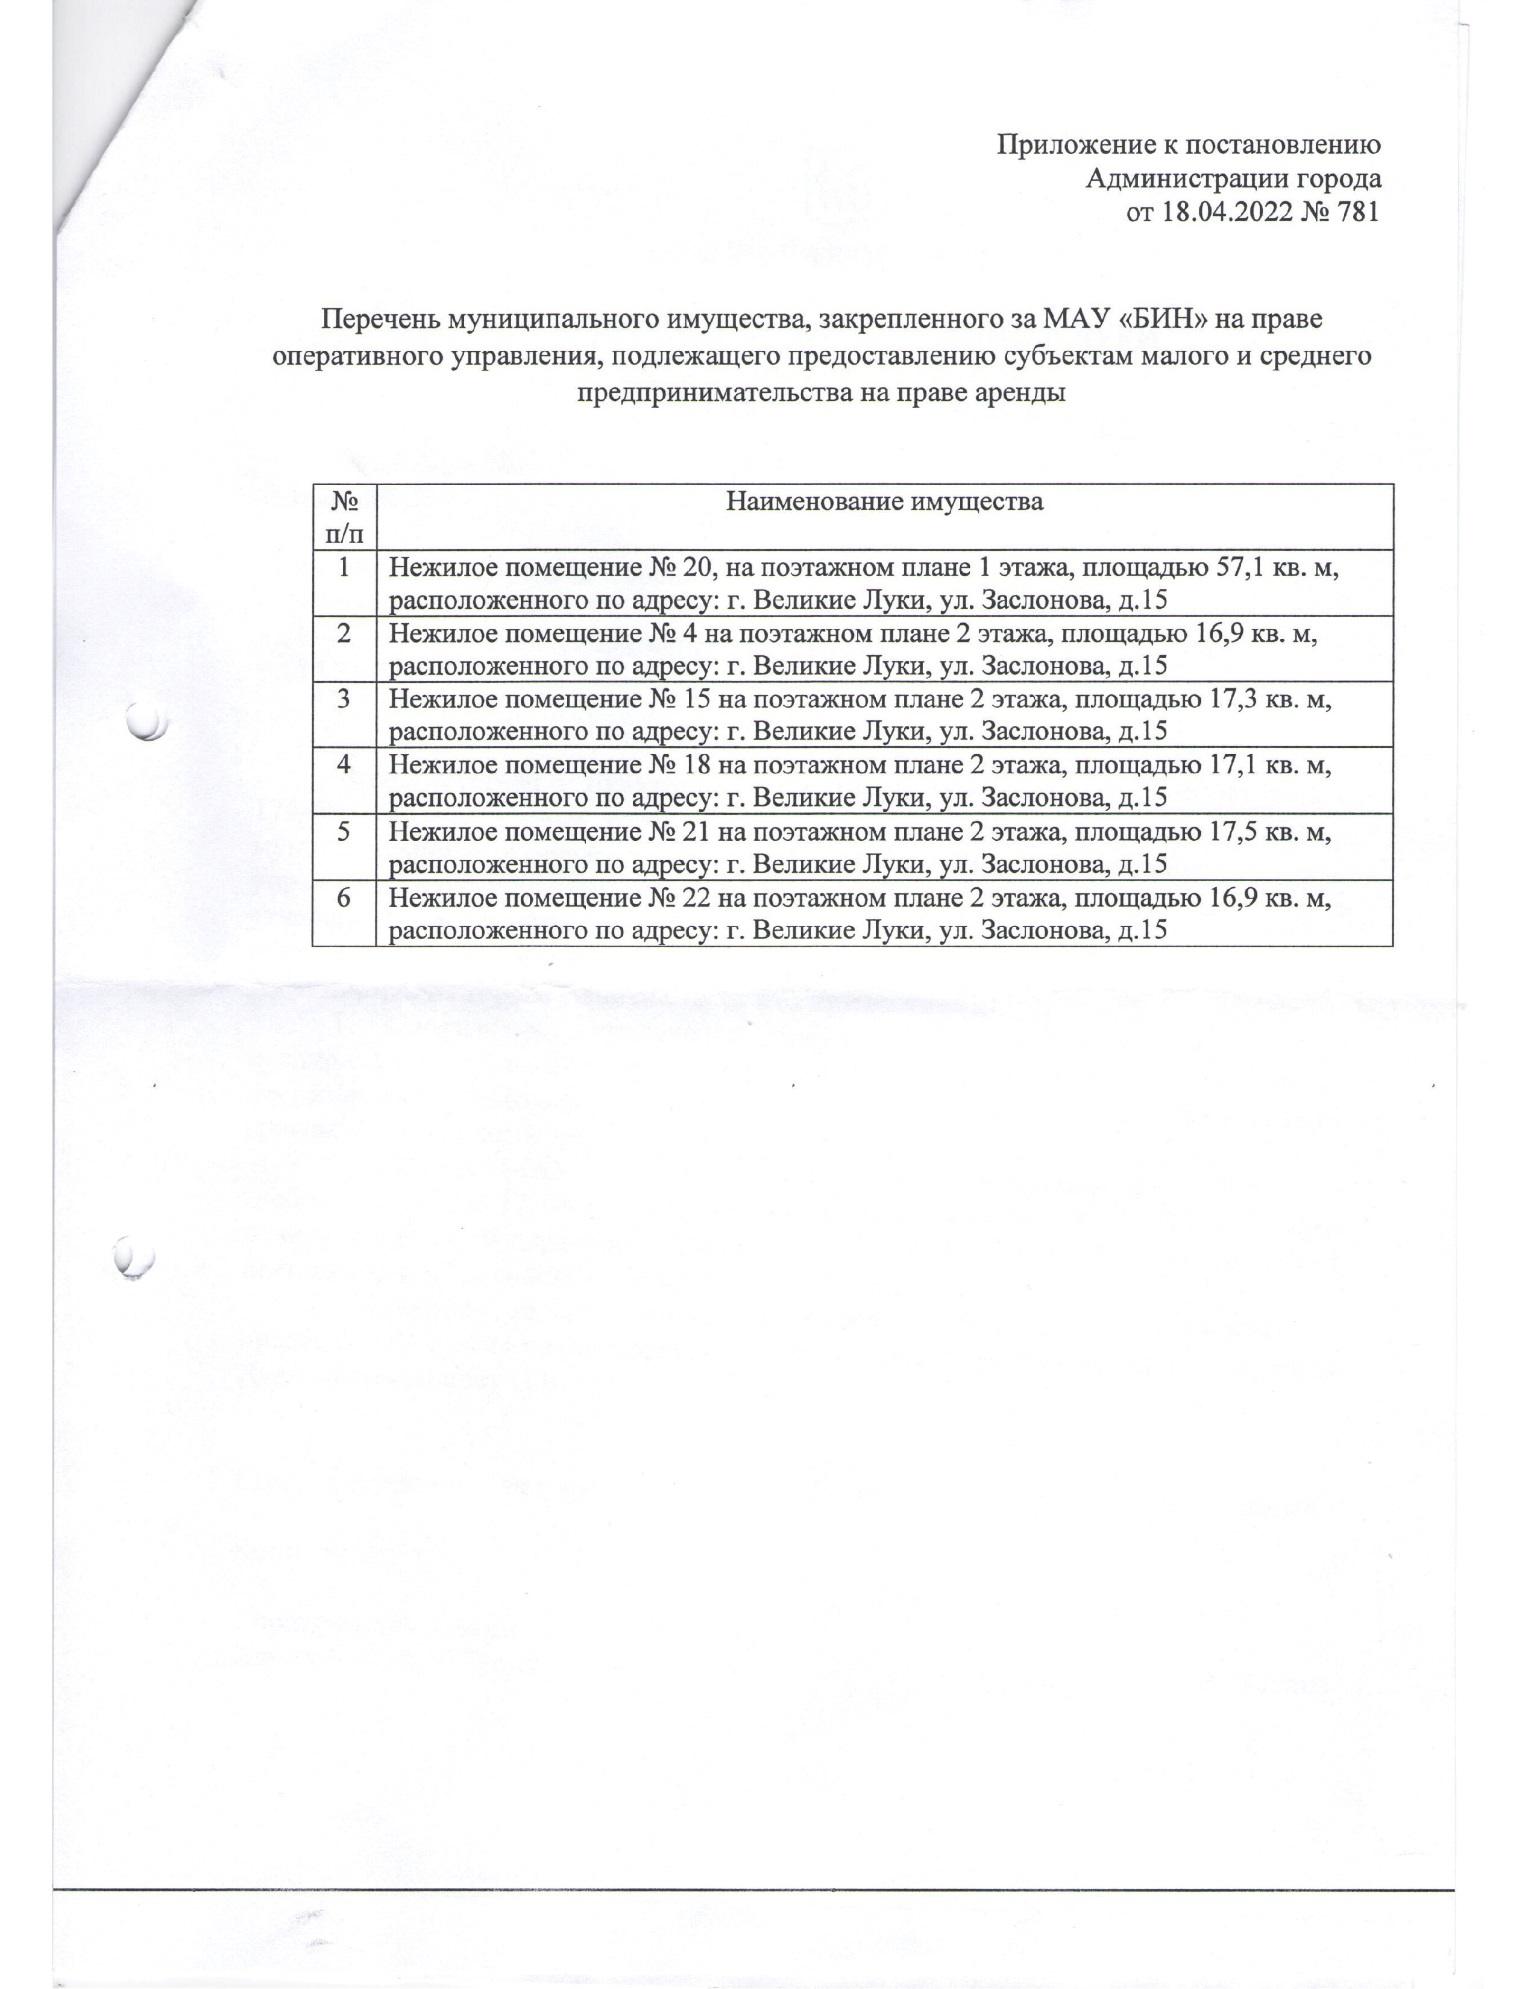 Приложение к постановлению
Администрации города
от 18.04.2022 № 781
Перечень муниципального имущества, закрепленного за МАУ «БИН» на праве
оперативного управления, подлежащего предоставлению субъектам малого и среднего
предпринимательства на праве аренды
№
п/п
Наименование имущества
1
Нежилое помещение № 20, на поэтажном плане 1 этажа, площадью 57,1 кв. м,
расположенного по адресу: г. Великие Луки, ул. Заслонова, д.15
2
Нежилое помещение № 4 на поэтажном плане 2 этажа, площадью 16,9 кв. м,
расположенного по адресу: г. Великие Луки, ул. Заслонова, д.15
3
Нежилое помещение № 15 на поэтажном плане 2 этажа, площадью 17,3 кв. м,
расположенного по адресу: г. Великие Луки, ул. Заслонова, д.15
4
Нежилое помещение № 18 на поэтажном плане 2 этажа, площадью 17,1 кв. м,
расположенного по адресу: г. Великие Луки, ул. Заслонова, д.15
5
Нежилое помещение № 21 на поэтажном плане 2 этажа, площадью 17,5 кв. м,
расположенного по адресу: г. Великие Луки, ул. Заслонова, д.15
6
Нежилое помещение № 22 на поэтажном плане 2 этажа, площадью 16,9 кв. м,
расположенного по адресу: г. Великие Луки, ул. Заслонова, д.15